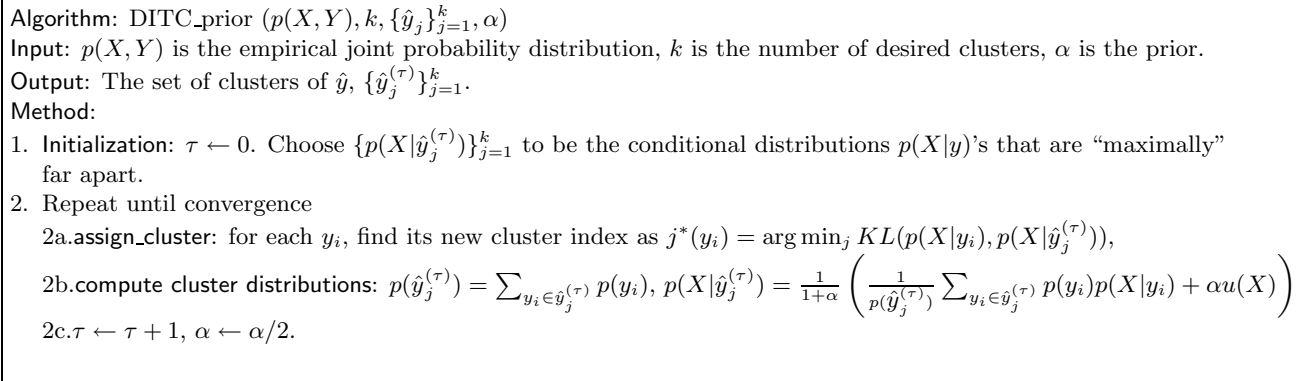 Algorithm: DITC_prior (p(X, Y), k, {ŷ_j}_{j=1}^k, α)
Input: p(X, Y) is the empirical joint probability distribution, k is the number of desired clusters, α is the prior.
Output: The set of clusters of ŷ, {ŷ_j^{(τ)}}_{j=1}^k.
Method:
1. Initialization: τ ← 0. Choose {p(X|ŷ_j^{(τ)})}_{j=1}^k to be the conditional distributions p(X|y)'s that are “maximally”
far apart.
2. Repeat until convergence
2a.assign_cluster: for each y_i, find its new cluster index as j*(y_i) = arg min_j KL(p(X|y_i), p(X|ŷ_j^{(τ)})),
2b.compute cluster distributions: p(ŷ_j^{(τ)}) = ∑_{y_i∈ŷ_j^{(τ)}} p(y_i), p(X|ŷ_j^{(τ)}) = \frac{1}{1+α} ( \frac{1}{p(ŷ_j^{(τ)})} ∑_{y_i∈ŷ_j^{(τ)}} p(y_i)p(X|y_i) + αu(X) )
2c.τ ← τ + 1, α ← α/2.